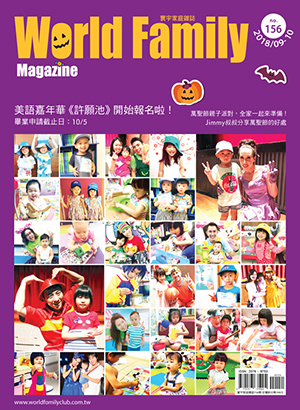 寰宇家庭雜誌
no.
156
2018/09-10
World Family
Magazine
美語嘉年華《許願池》開始報名啦！
畢業申請截止日：10/5
萬聖節親子派對，全家一起來準備！
Jimmy叔叔分享萬聖節的好處
www.worldfamilyclub.com.tw